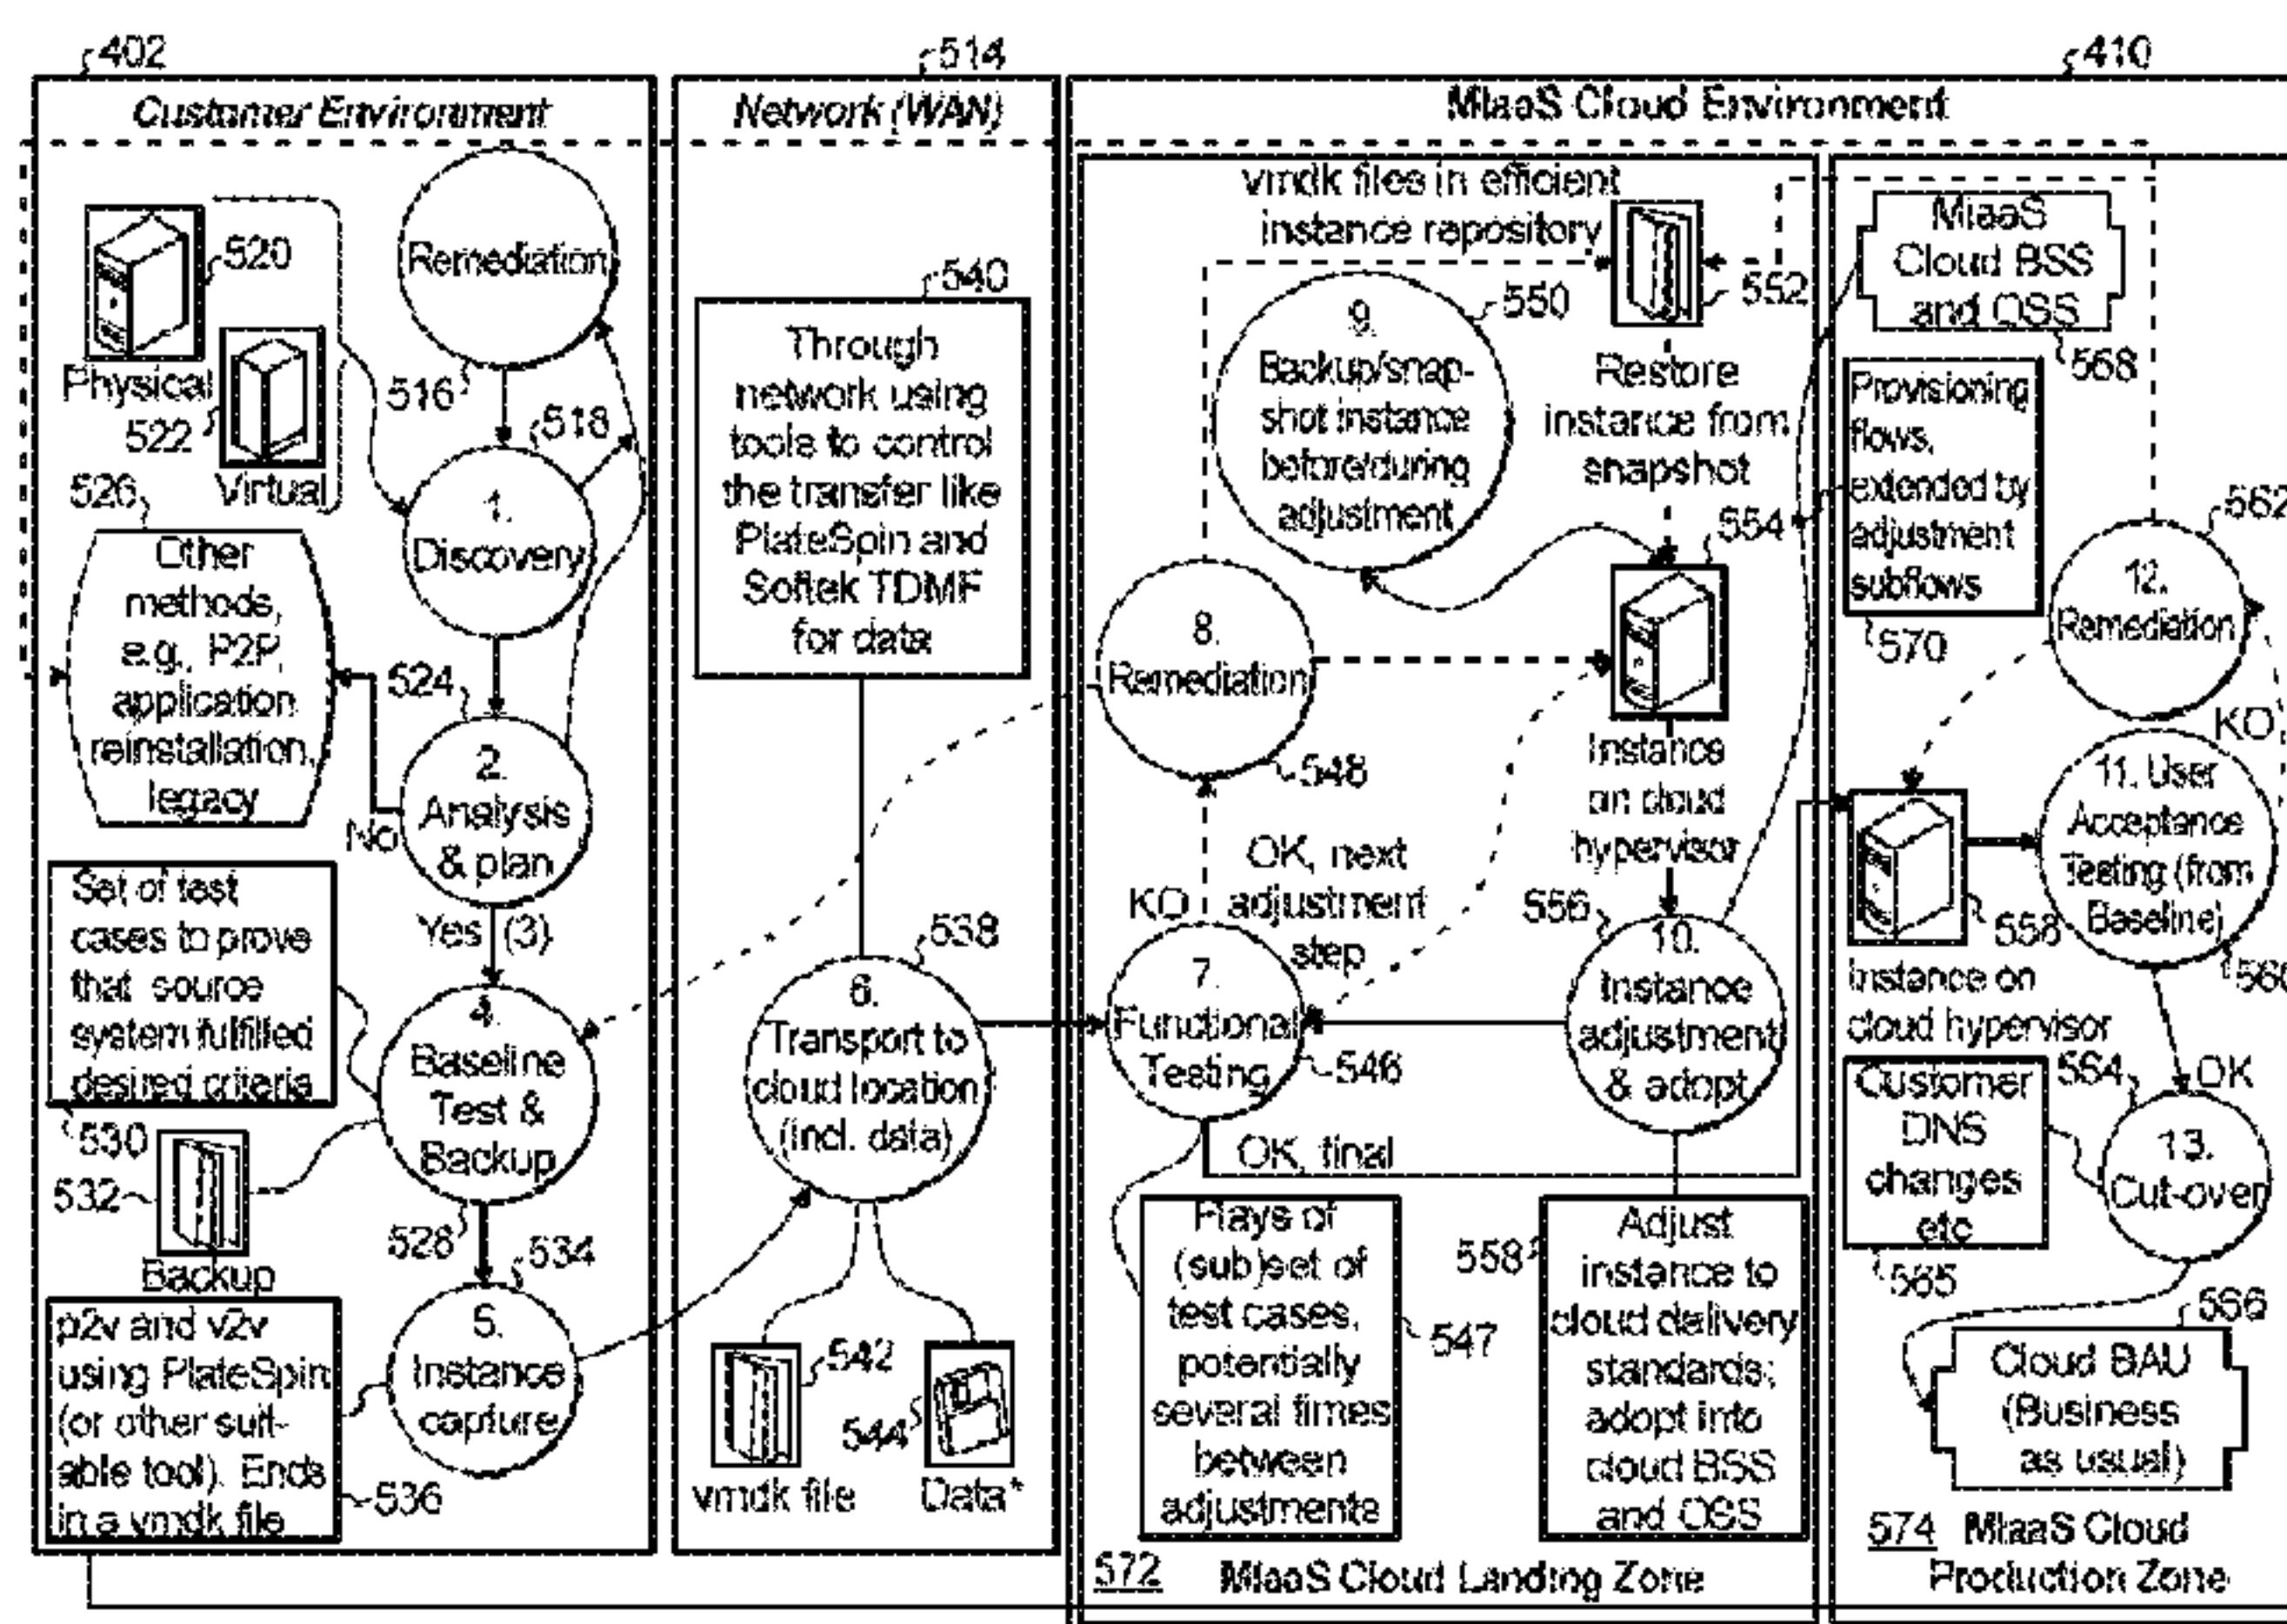 402
514
410
Customer Environment
Network (WAN)
MIaaS Cloud Environment
520
Physical
522
Virtual
Remediation
516
518
1.
Discovery
526
Other
methods,
e.g., P2P,
application
reinstallation,
legacy
524
2.
Analysis
& plan
No
Yes (3)
Set of test
cases to prove
that source
system fulfilled
desired criteria
530
532
Backup
4.
Baseline
Test &
Backup
528
534
5.
Instance
capture
p2v and v2v
using PlateSpin
(or other suit-
able tool). Ends
in a vmdk file
536
540
Through
network using
tools to control
the transfer like
PlateSpin and
Softek TDMF
for data
538
6.
Transport to
cloud location
(incl. data)
542
vmdk file
544
Data*
vmdk files in efficient
instance repository
552
550
9.
Backup/snap-
shot instance
before/during
adjustment
Restore
instance from
snapshot
554
8.
Remediation
548
Instance
on cloud
hypervisor
KO
OK, next
adjustment
step
556
10.
Instance
adjustment
& adopt
7.
Functional
Testing
546
OK, final
Plays of
(sub)set of
test cases,
potentially
several times
between
adjustments
547
558
Adjust
instance to
cloud delivery
standards;
adopt into
cloud BSS
and OSS
572 MIaaS Cloud Landing Zone
MIaaS
Cloud BSS
and OSS
568
Provisioning
flows,
extended by
adjustment
subflows
570
562
12.
Remediation
KO
11. User
Acceptance
Testing (from
Baseline)
558
Instance on
cloud hypervisor
564
OK
Customer
DNS
changes
etc
565
13.
Cut-over
566
Cloud BAU
(Business
as usual)
574 MIaaS Cloud
Production Zone